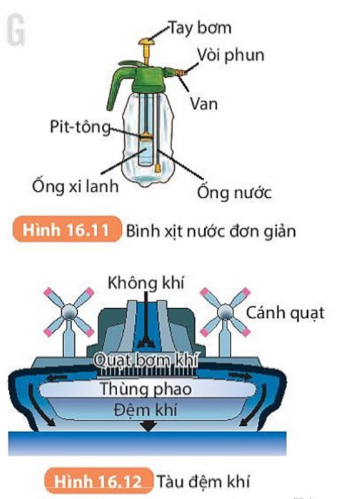 G
Tay bơm
Vòi phun
Van
Pit-tông
Ống xi lanh
Ống nước
Hình 16.11 Bình xịt nước đơn giản
Không khí
Cánh quạt
Quạt bơm khí
Thùng phao
Đệm khí
Hình 16.12 Tàu đệm khí